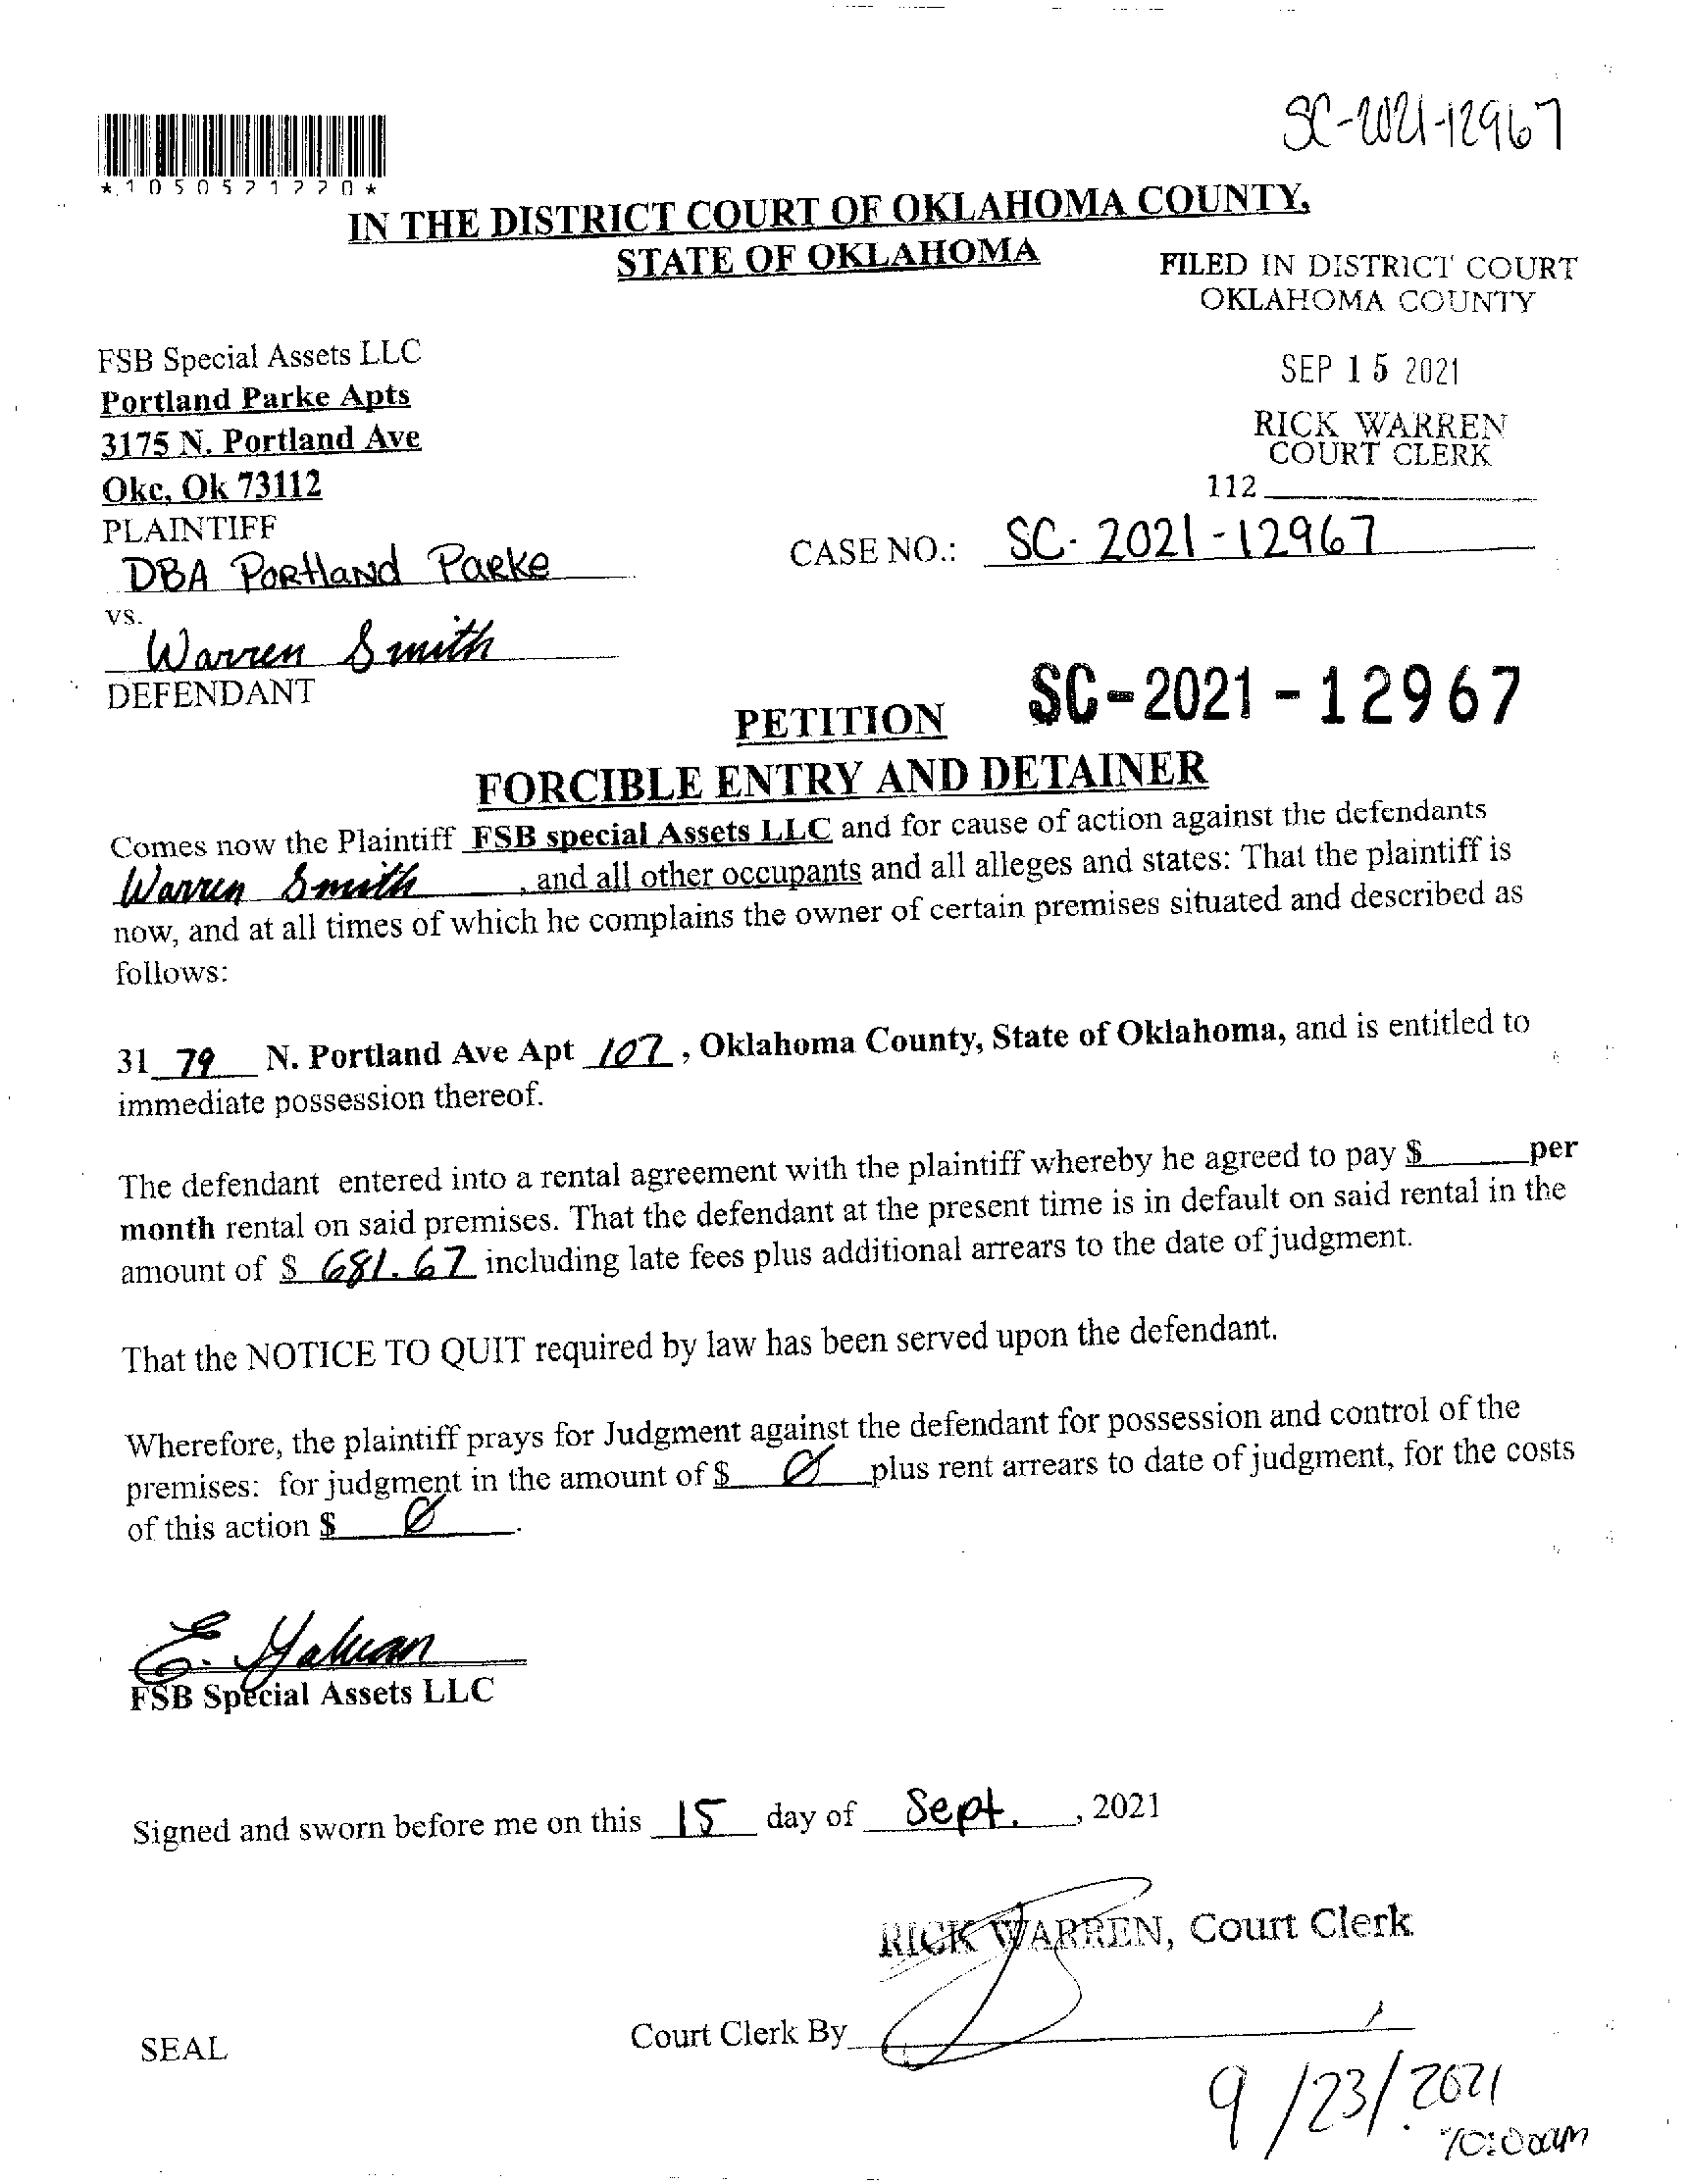 SC-2021-12967
*1050521220*
IN THE DISTRICT COURT OF OKLAHOMA COUNTY,
STATE OF OKLAHOMA
FILED IN DISTRICT COURT
OKLAHOMA COUNTY
FSB Special Assets LLC
Portland Parke Apts
3175 N. Portland Ave
Okc, Ok 73112
PLAINTIFF
SEP 15 2021
RICK WARREN
COURT CLERK
112
DBA Portland Parke
CASE NO.: SC-2021-12967
vs.
Warren Smith
DEFENDANT
SC-2021-12967
PETITION
FORCIBLE ENTRY AND DETAINER
Comes now the Plaintiff FSB special Assets LLC and for cause of action against the defendants
Warren Smith, and all other occupants and all alleges and states: That the plaintiff is
now, and at all times of which he complains the owner of certain premises situated and described as
follows:
31 79 N. Portland Ave Apt 107, Oklahoma County, State of Oklahoma, and is entitled to
immediate possession thereof.
The defendant entered into a rental agreement with the plaintiff whereby he agreed to pay $____per
month rental on said premises. That the defendant at the present time is in default on said rental in the
amount of $ 681.67 including late fees plus additional arrears to the date of judgment.
That the NOTICE TO QUIT required by law has been served upon the defendant.
Wherefore, the plaintiff prays for Judgment against the defendant for possession and control of the
premises: for judgment in the amount of $ Ø plus rent arrears to date of judgment, for the costs
of this action $ Ø.
E.
FSB Special Assets LLC
Signed and sworn before me on this 15 day of Sept., 2021
RICK WARREN, Court Clerk
SEAL
Court Clerk By
9/23/2021
10:00am